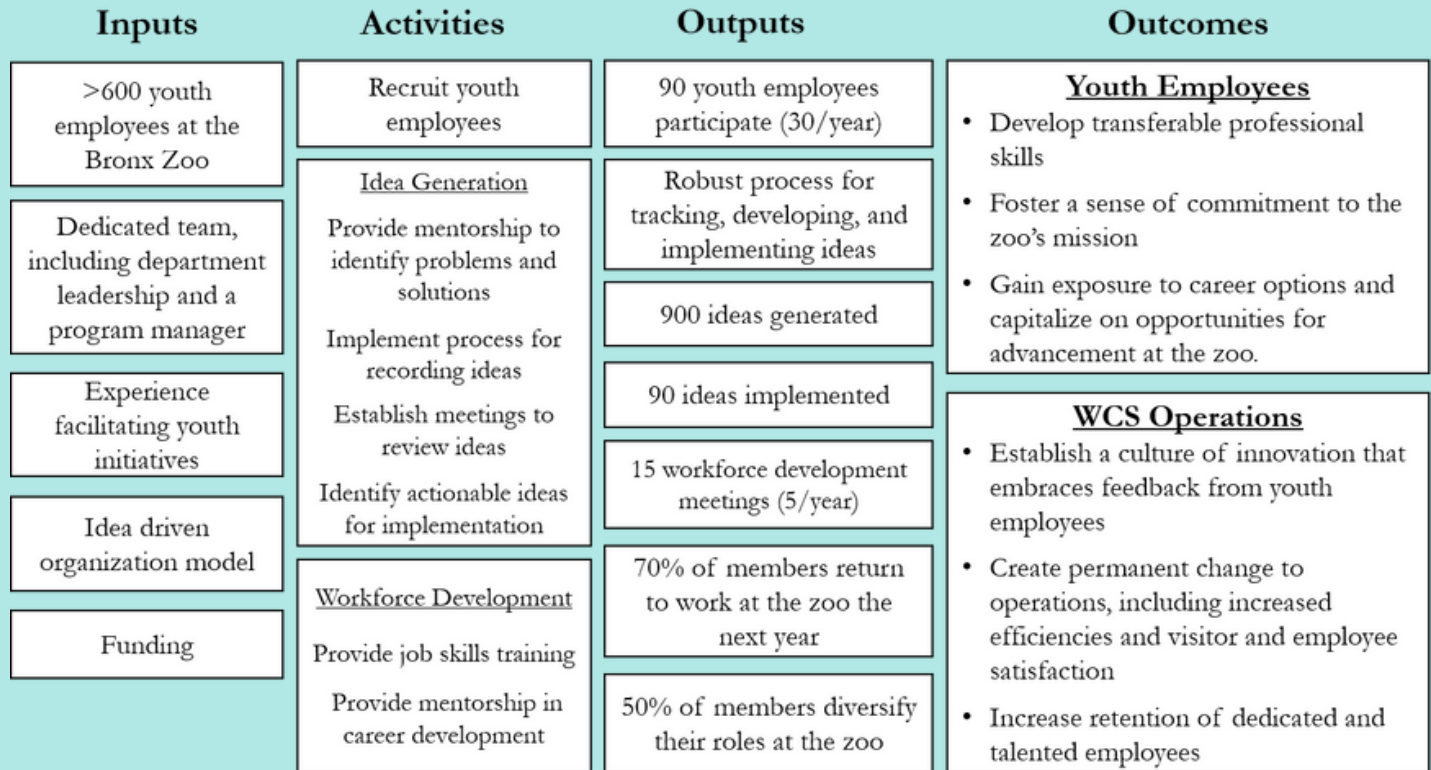 Inputs
>600 youth
employees at the
Bronx Zoo
Dedicated team,
including department
leadership and a
program manager
Experience
facilitating youth
initiatives
Idea driven
organization model
Funding
Activities
Recruit youth
employees
Idea Generation
Provide mentorship to
identify problems and
solutions
Implement process for
recording ideas
Establish meetings to
review ideas
Identify actionable ideas
for implementation
Workforce Development
Provide job skills training
Provide mentorship in
career development
Outputs
90 youth employees
participate (30/year)
Robust process for
tracking, developing, and
implementing ideas
900 ideas generated
90 ideas implemented
15 workforce development
meetings (5/year)
70% of members return
to work at the zoo the
next year
50% of members diversify
their roles at the zoo
Outcomes
Youth Employees
• Develop transferable professional
skills
• Foster a sense of commitment to the
zoo's mission
• Gain exposure to career options and
capitalize on opportunities for
advancement at the zoo.
WCS Operations
• Establish a culture of innovation that
embraces feedback from youth
employees
• Create permanent change to
operations, including increased
efficiencies and visitor and employee
satisfaction
• Increase retention of dedicated and
talented employees